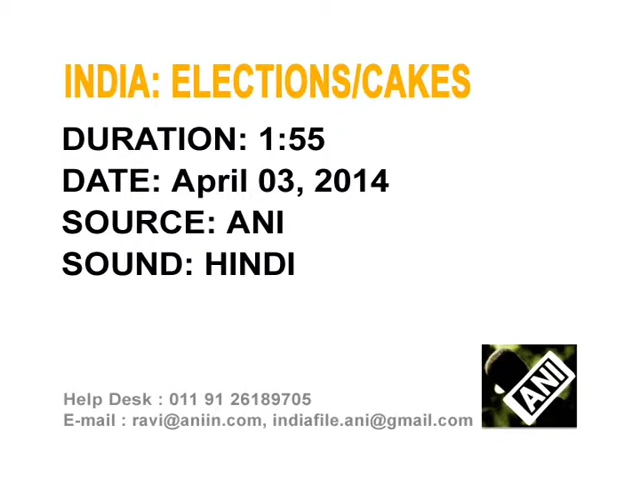 INDIA: ELECTIONS/CAKES
DURATION: 1:55
DATE: April 03, 2014
SOURCE: ANI
SOUND: HINDI
Help Desk : 011 91 26189705
E-mail : ravi@aniin.com, indiafile.ani@gmail.com
ANI